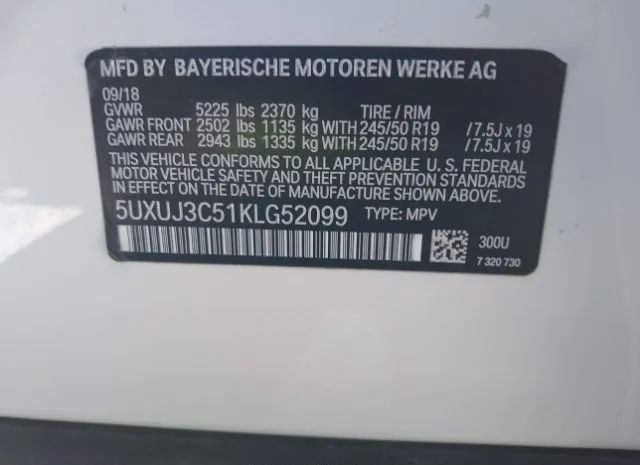 MFD BY BAYERISCHE MOTOREN WERKE AG
09/18
GVWR 5225 lbs 2370 kg TIRE / RIM
GAWR FRONT 2502 lbs 1135 kg WITH 245/50 R19 /7.5J x 19
GAWR REAR 2943 lbs 1335 kg WITH 245/50 R19 /7.5J x 19
THIS VEHICLE CONFORMS TO ALL APPLICABLE U. S. FEDERAL
MOTOR VEHICLE SAFETY AND THEFT PREVENTION STANDARDS
IN EFFECT ON THE DATE OF MANUFACTURE SHOWN ABOVE.
5UXUJ3C51KLG52099 TYPE: MPV
300U
7 320 730